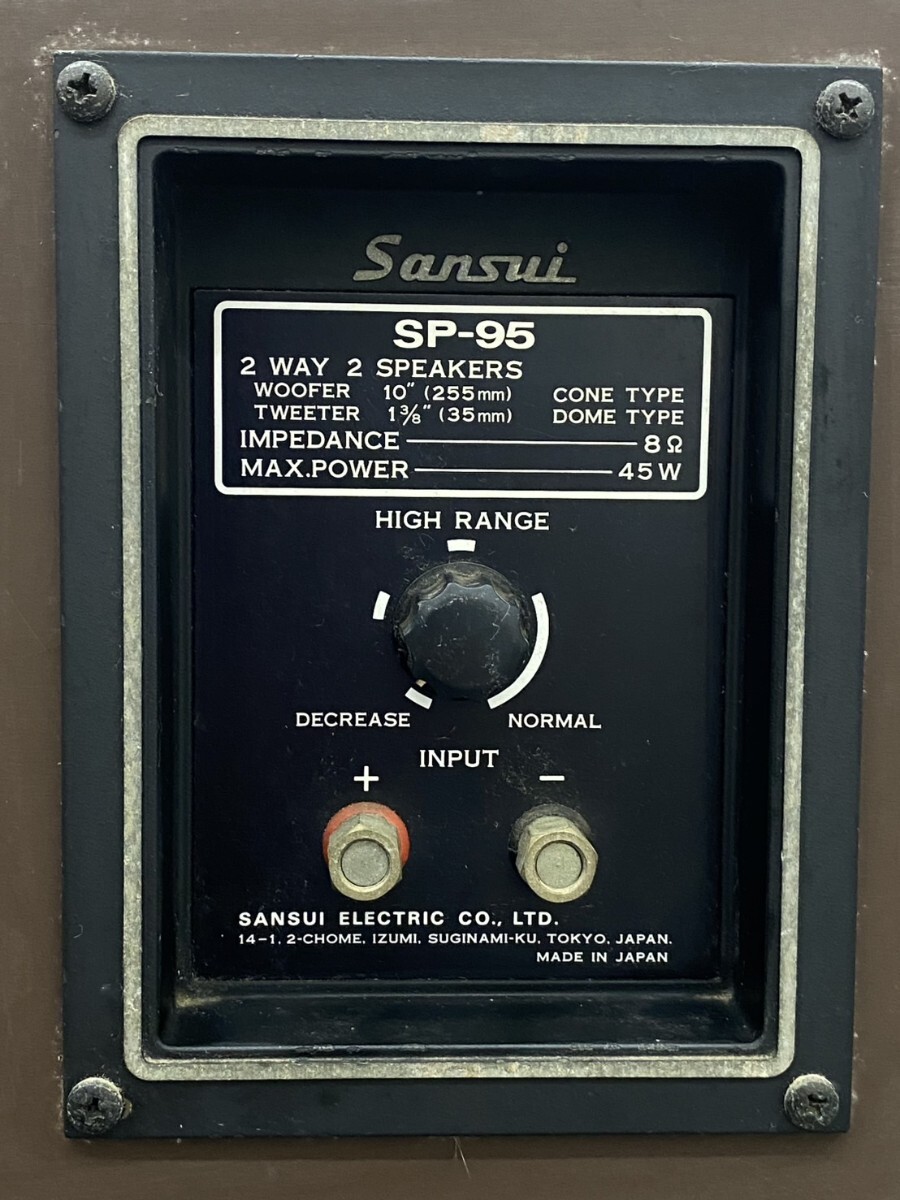 Sansui
SP-95
2 WAY 2 SPEAKERS
WOOFER 10" (255mm) CONE TYPE
TWEETER 1 3/8" (35mm) DOME TYPE
IMPEDANCE 8Ω
MAX.POWER 45W
HIGH RANGE
DECREASE NORMAL
INPUT
+ −
SANSUI ELECTRIC CO., LTD.
14-1, 2-CHOME, IZUMI, SUGINAMI-KU, TOKYO, JAPAN.
MADE IN JAPAN